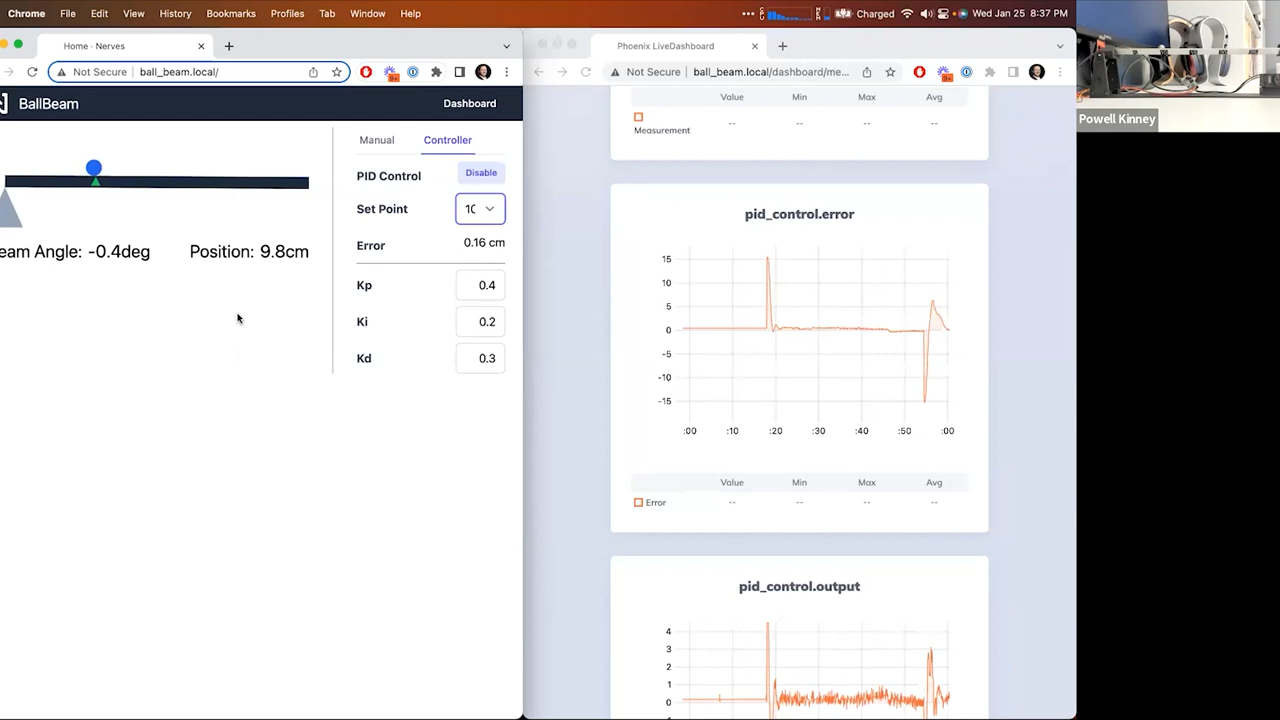 Chrome File Edit View History Bookmarks Profiles Tab Window Help
Charged Wed Jan 25 8:37 PM
Home · Nerves
Phoenix LiveDashboard
Not Secure ball_beam.local/
Not Secure ball_beam.local/dashboard/me...
BallBeam Dashboard
Manual Controller
PID Control Disable
Set Point 10
Error 0.16 cm
Kp 0.4
Ki 0.2
Kd 0.3
eam Angle: -0.4deg Position: 9.8cm
Value Min Max Avg
Measurement -- -- -- --
pid_control.error
15
10
5
0
-5
-10
-15
:00 :10 :20 :30 :40 :50 :00
Value Min Max Avg
Error -- -- -- --
pid_control.output
4
3
2
1
0
Powell Kinney